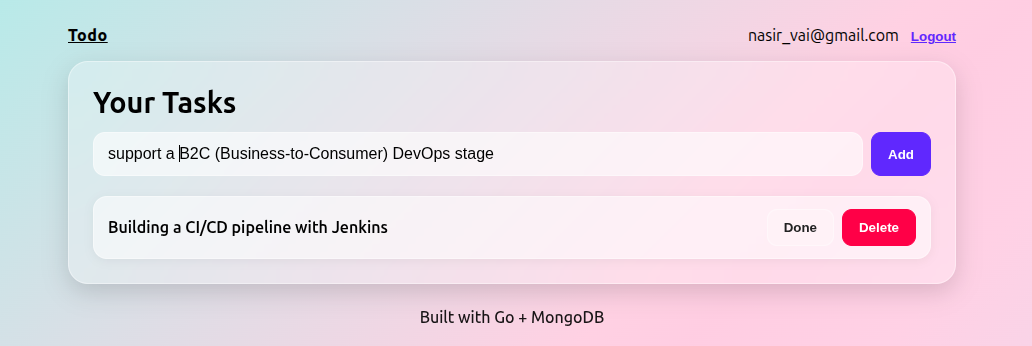 Todo
nasir_vai@gmail.com Logout
Your Tasks
support a B2C (Business-to-Consumer) DevOps stage
Add
Building a CI/CD pipeline with Jenkins
Done
Delete
Built with Go + MongoDB